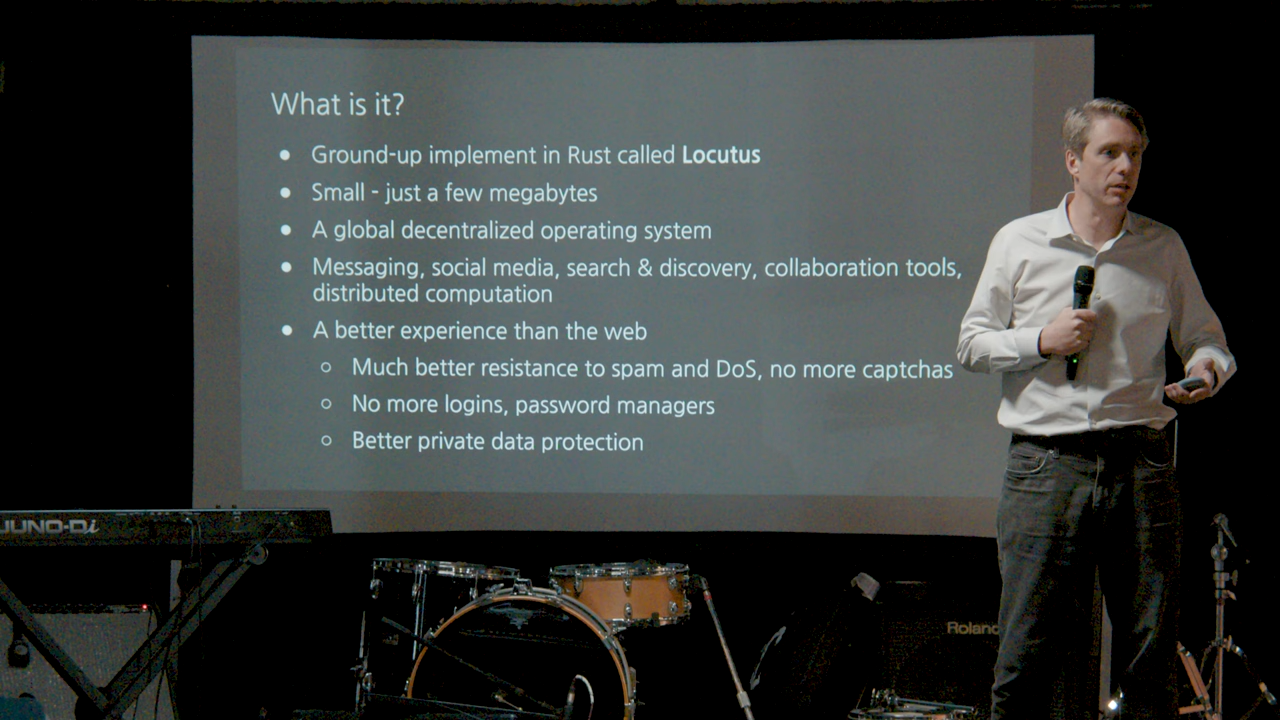 What is it?
● Ground-up implement in Rust called Locutus
● Small - just a few megabytes
● A global decentralized operating system
● Messaging, social media, search & discovery, collaboration tools,
distributed computation
● A better experience than the web
○ Much better resistance to spam and DoS, no more captchas
○ No more logins, password managers
○ Better private data protection
JUNO-Di
Roland